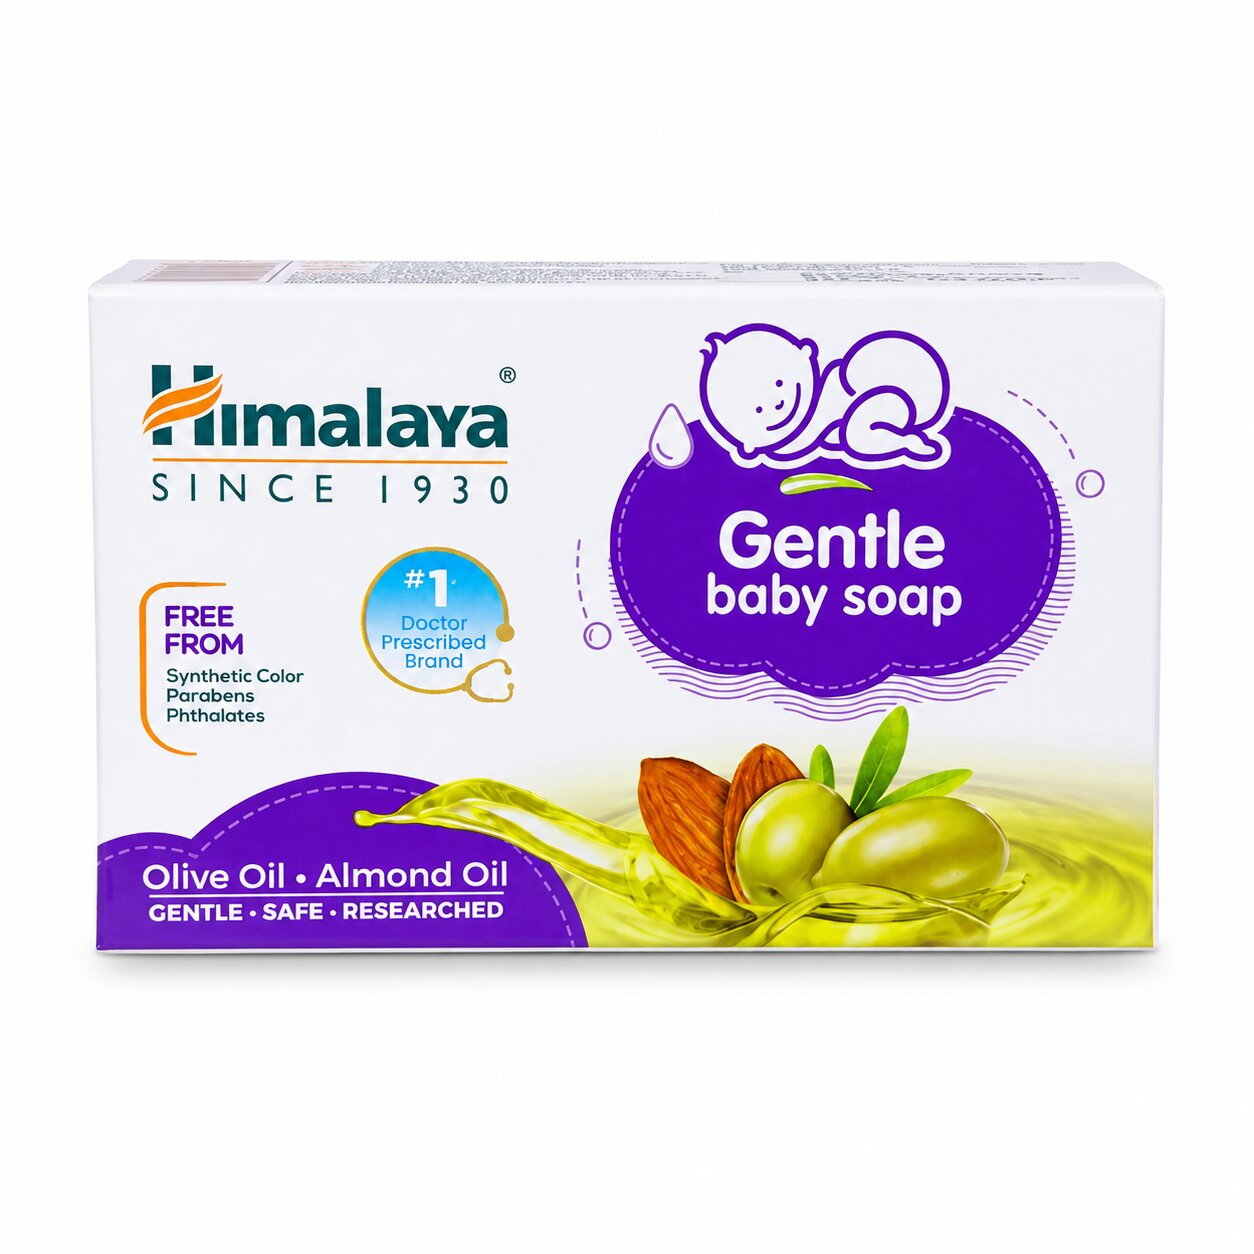 Himalaya®
SINCE 1930
FREE
FROM
Synthetic Color
Parabens
Phthalates
#1
Doctor
Prescribed
Brand
Gentle
baby soap
Olive Oil • Almond Oil
GENTLE • SAFE • RESEARCHED